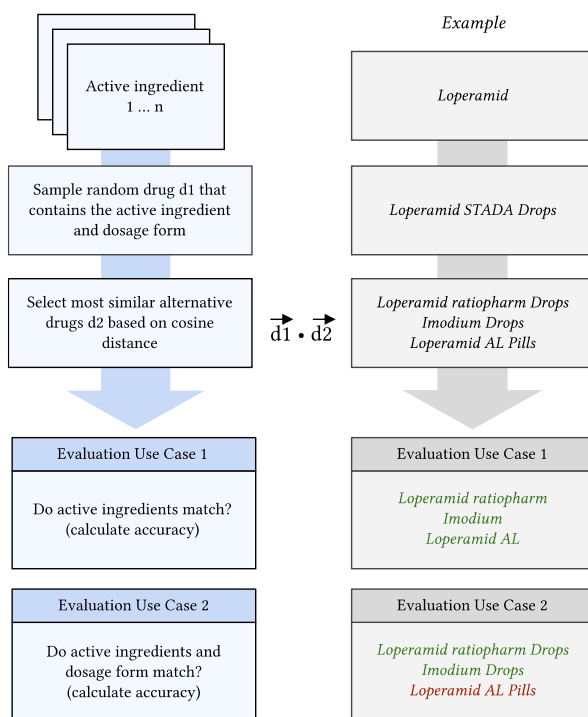 Example
Active ingredient
1 ... n
Loperamid
Sample random drug d1 that
contains the active ingredient
and dosage form
Loperamid STADA Drops
Select most similar alternative
drugs d2 based on cosine
distance
d1 • d2
Loperamid ratiopharm Drops
Imodium Drops
Loperamid AL Pills
Evaluation Use Case 1
Do active ingredients match?
(calculate accuracy)
Evaluation Use Case 1
Loperamid ratiopharm
Imodium
Loperamid AL
Evaluation Use Case 2
Do active ingredients and
dosage form match?
(calculate accuracy)
Evaluation Use Case 2
Loperamid ratiopharm Drops
Imodium Drops
Loperamid AL Pills